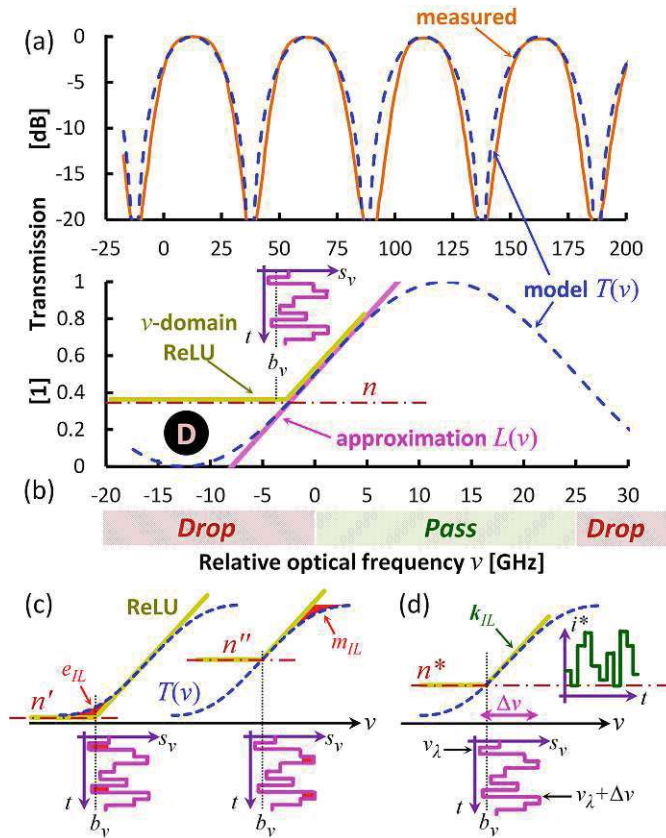 (a)
measured
0
-5
-10
-15
-20
[dB]
-25 0 25 50 75 100 125 150 175 200
Transmission
model T(ν)
s_ν
t
b_ν
ν-domain
ReLU
1
0.8
0.6
0.4
0.2
0
[1]
n
D
approximation L(ν)
-20 -15 -10 -5 0 5 10 15 20 25 30
(b)
Drop Pass Drop
Relative optical frequency ν [GHz]
(c)
ReLU
e_IL
n'
T(ν)
n''
m_IL
ν
s_ν
t
b_ν
s_ν
t
b_ν
(d)
k_IL
i*
t
n*
Δν
ν
ν_λ
s_ν
t
ν_λ+Δν
b_ν